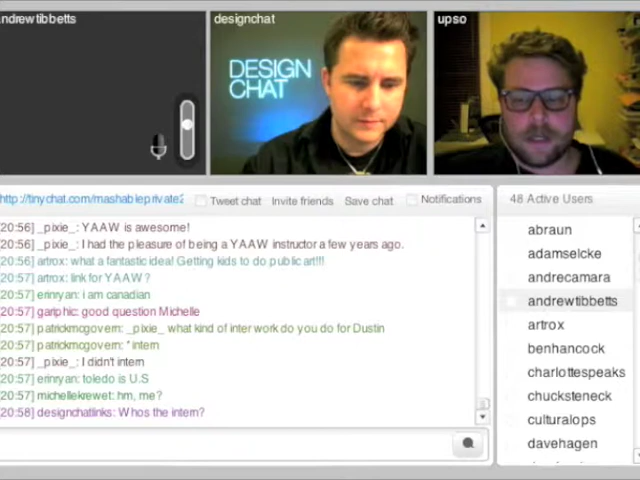 andrewtibbetts
designchat
upso
DESIGN
CHAT
http://tinychat.com/mashableprivate2
Tweet chat
Invite friends
Save chat
Notifications
48 Active Users
[20:56] _pixie_: YAAW is awesome!
[20:56] _pixie_: I had the pleasure of being a YAAW instructor a few years ago.
[20:56] artrox: what a fantastic idea! Getting kids to do public art!!!
[20:57] artrox: link for YAAW?
[20:57] erinryan: i am canadian
[20:57] gariphic: good question Michelle
[20:57] patrickmcgovern: _pixie_ what kind of inter work do you do for Dustin
[20:57] patrickmcgovern: *intern
[20:57] _pixie_: I didn't intern
[20:57] erinryan: toledo is U.S
[20:57] michellekrewet: hm, me?
[20:58] designchatlinks: Whos the intern?
abraun
adamselcke
andrecamara
andrewtibbetts
artrox
benhancock
charlottespeaks
chucksteneck
culturalops
davehagen